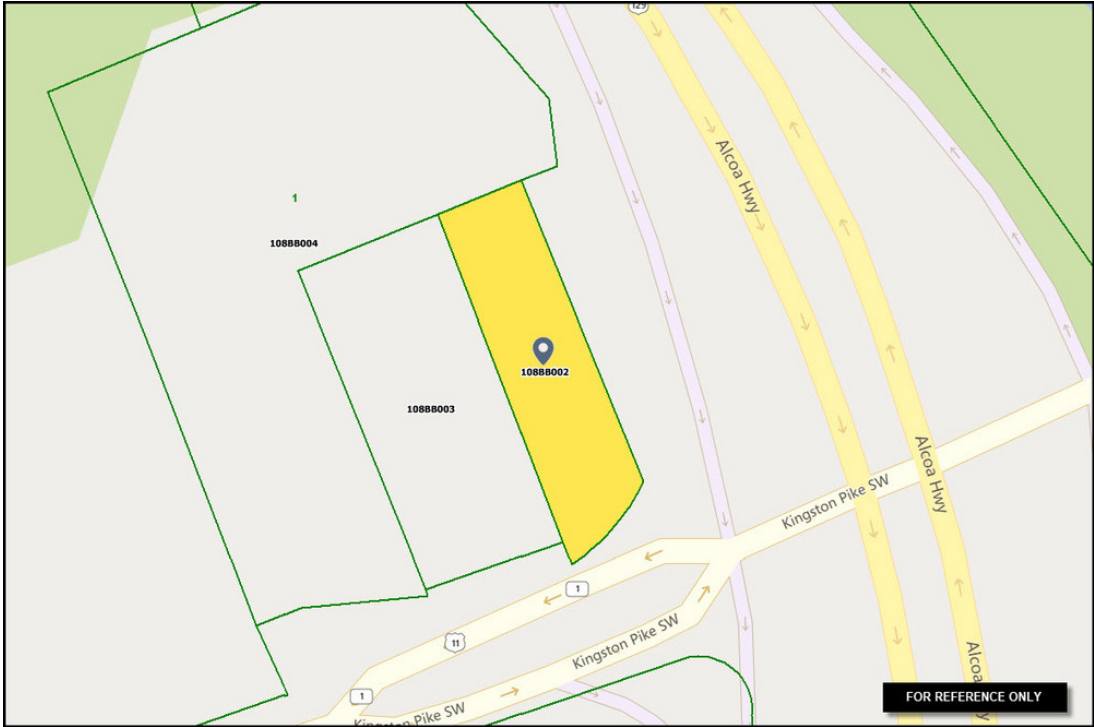 129
Alcoa Hwy
1
108BB004
108BB002
108BB003
Alcoa Hwy
Kingston Pike SW
1
11
Kingston Pike SW
1
Kingston Pike SW
Alcoa Hwy
FOR REFERENCE ONLY